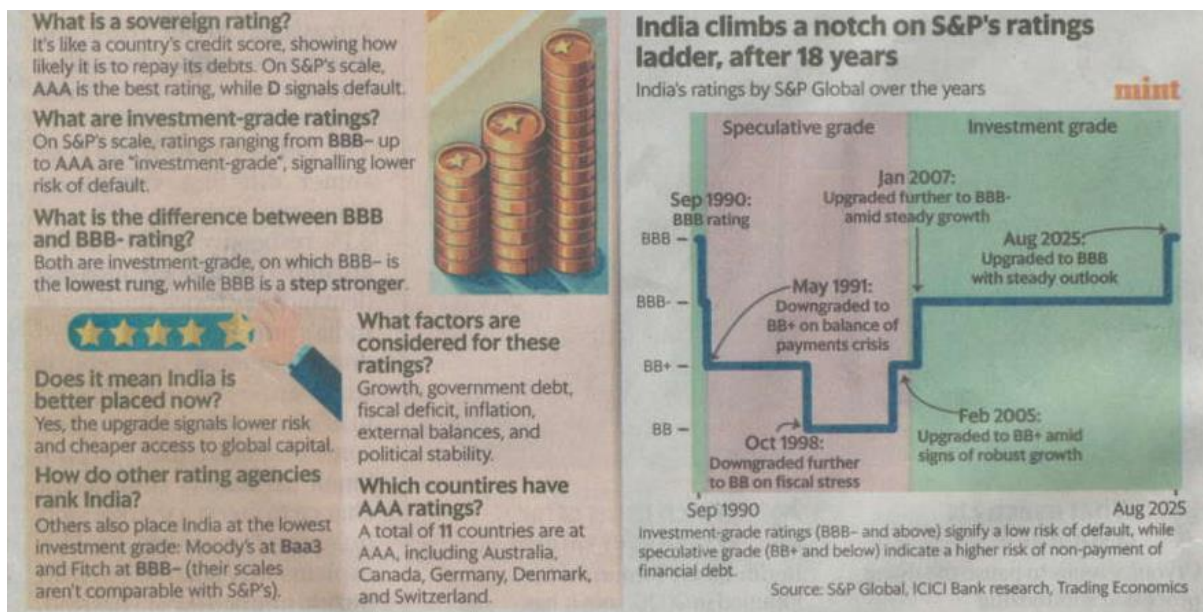 What is a sovereign rating?
It's like a country's credit score, showing how
likely it is to repay its debts. On S&P's scale,
AAA is the best rating, while D signals default.
What are investment-grade ratings?
On S&P's scale, ratings ranging from BBB– up
to AAA are "investment-grade", signalling lower
risk of default.
What is the difference between BBB
and BBB- rating?
Both are investment-grade, on which BBB– is
the lowest rung, while BBB is a step stronger.
Does it mean India is
better placed now?
Yes, the upgrade signals lower risk
and cheaper access to global capital.
How do other rating agencies
rank India?
Others also place India at the lowest
investment grade: Moody's at Baa3
and Fitch at BBB– (their scales
aren't comparable with S&P's).
What factors are
considered for these
ratings?
Growth, government debt,
fiscal deficit, inflation,
external balances, and
political stability.
Which countires have
AAA ratings?
A total of 11 countries are at
AAA, including Australia,
Canada, Germany, Denmark,
and Switzerland.
India climbs a notch on S&P's ratings
ladder, after 18 years
India's ratings by S&P Global over the years
mint
Speculative grade
Investment grade
Sep 1990:
BBB rating
Jan 2007:
Upgraded further to BBB-
amid steady growth
Aug 2025:
Upgraded to BBB
with steady outlook
May 1991:
Downgraded to
BB+ on balance of
payments crisis
Oct 1998:
Downgraded further
to BB on fiscal stress
Feb 2005:
Upgraded to BB+ amid
signs of robust growth
BBB
BBB-
BB+
BB
Sep 1990
Aug 2025
Investment-grade ratings (BBB- and above) signify a low risk of default, while
speculative grade (BB+ and below) indicate a higher risk of non-payment of
financial debt.
Source: S&P Global, ICICI Bank research, Trading Economics